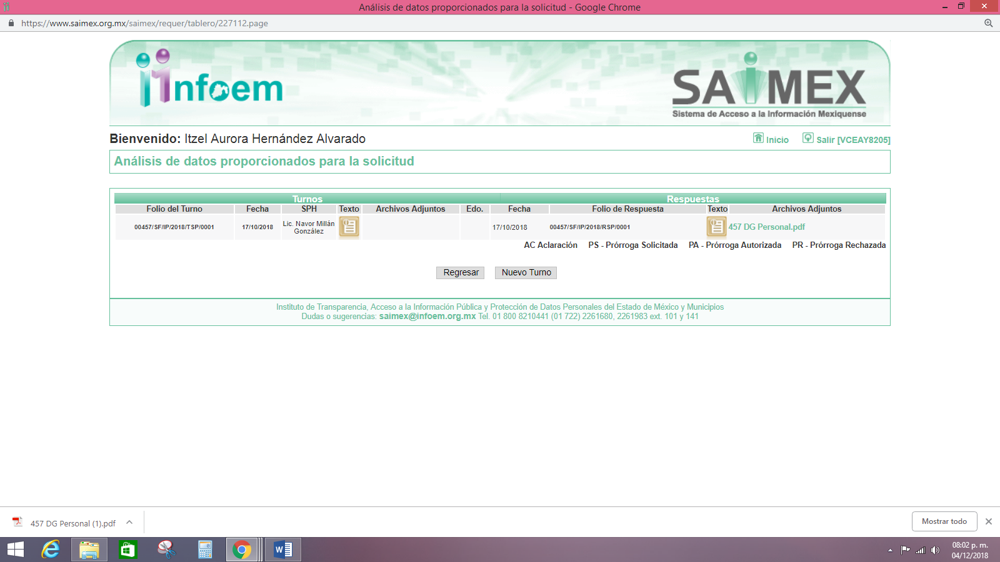 Análisis de datos proporcionados para la solicitud - Google Chrome
https://www.saimex.org.mx/saimex/requer/tablero/227112.page
infoem
SAIMEX
Sistema de Acceso a la Información Mexiquense
Bienvenido: Itzel Aurora Hernández Alvarado
Inicio Salir [VCEAY8205]
Análisis de datos proporcionados para la solicitud
Turnos Respuestas
Folio del Turno Fecha SPH Texto Archivos Adjuntos Edo. Fecha Folio de Respuesta Texto Archivos Adjuntos
00457/SF/IP/2018/TSP/0001 17/10/2018 Lic. Navor Millán González 17/10/2018 00457/SF/IP/2018/RSP/0001 457 DG Personal.pdf
AC Aclaración PS - Prórroga Solicitada PA - Prórroga Autorizada PR - Prórroga Rechazada
Regresar Nuevo Turno
Instituto de Transparencia, Acceso a la Información Pública y Protección de Datos Personales del Estado de México y Municipios
Dudas o sugerencias: saimex@infoem.org.mx Tel. 01 800 8210441 (01 722) 2261680, 2261983 ext. 101 y 141
457 DG Personal (1).pdf
Mostrar todo
08:02 p. m.
04/12/2018